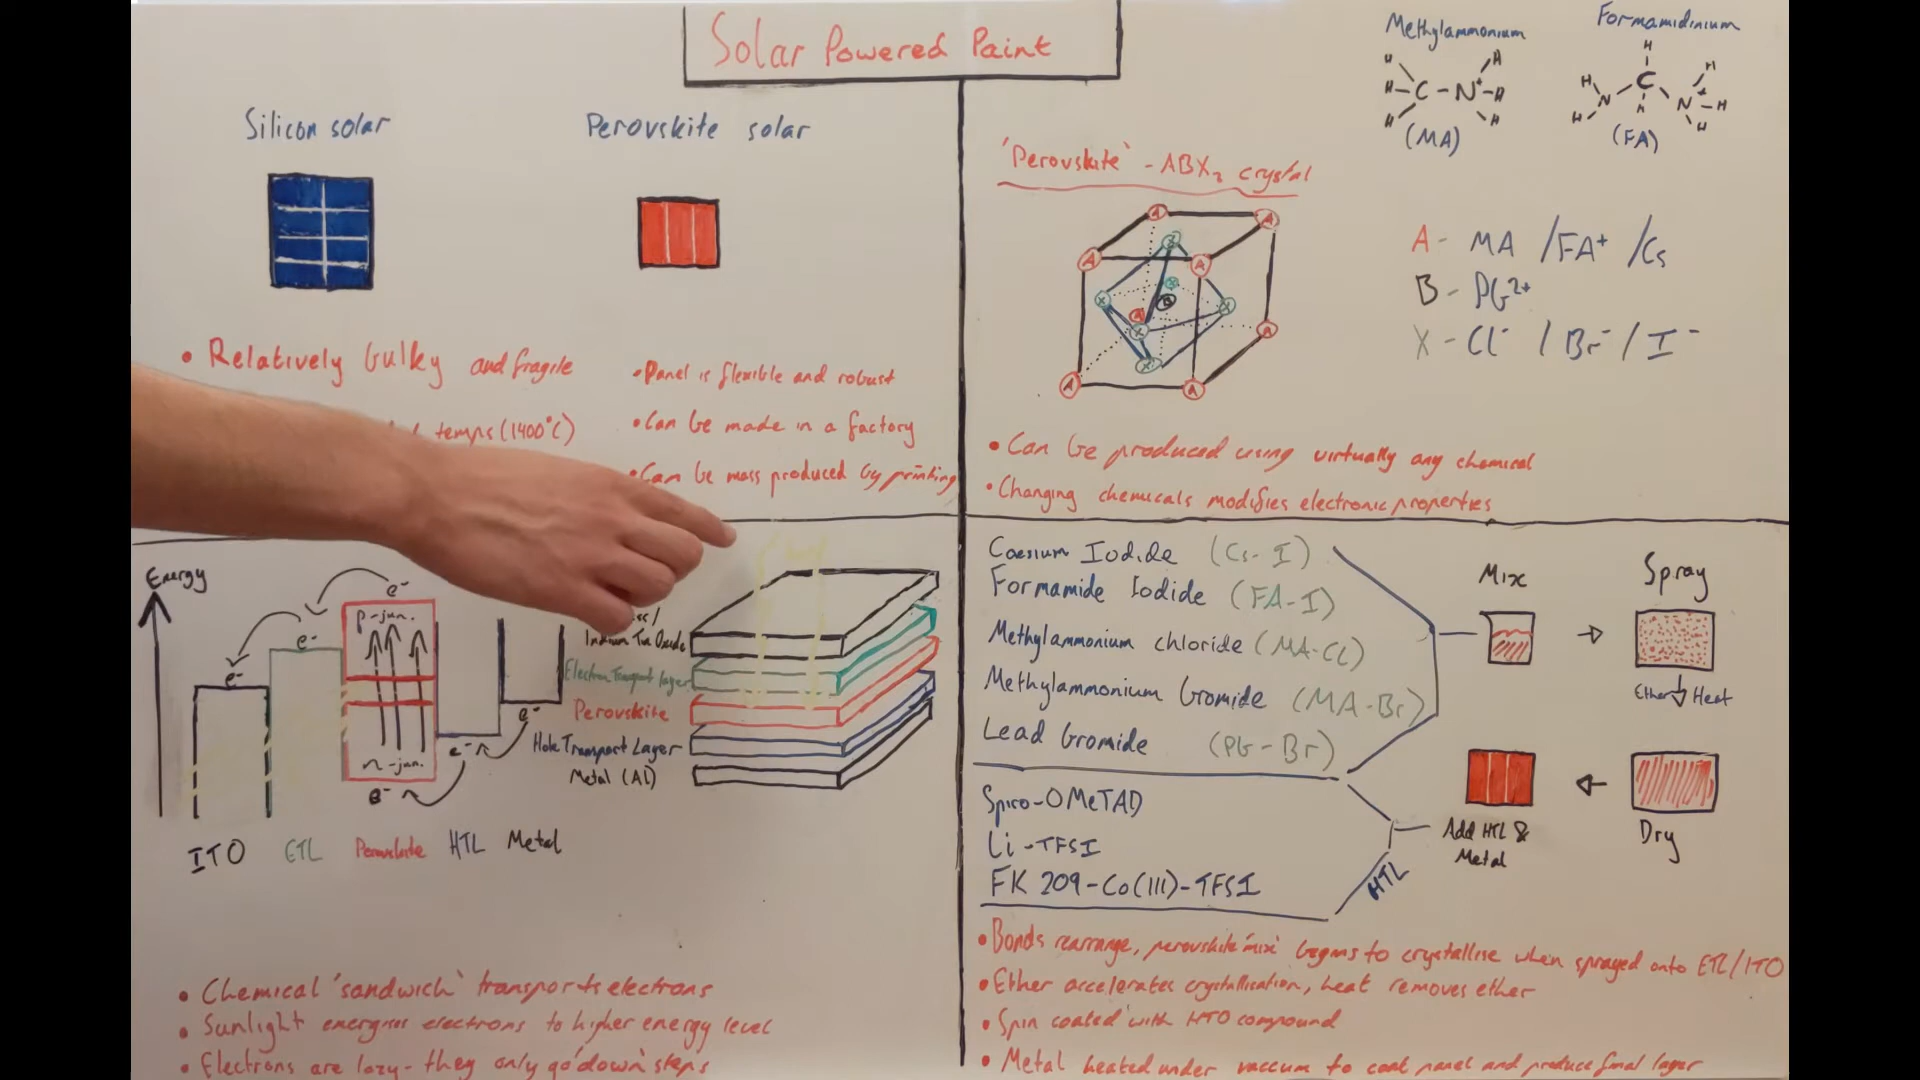 Solar Powered Paint
Silicon solar
Perovskite solar
• Relatively bulky and fragile
temps (1400°C)
• Panel is flexible and robust
• Can be made in a factory
• Can be mass produced by printing
Methylammonium
H H
H - C - N+ - H
H H
(MA)
Formamidinium
H
H C H
N N+ - H
H H H
(FA)
'Perovskite' - ABX3 crystal
A A
X
A A
X X B X
A X A
X
A A
A - MA / FA+ / Cs
B - Pb2+
X - Cl- / Br- / I-
• Can be produced using virtually any chemical
• Changing chemicals modifies electronic properties
Energy
e-
p-jun.
e-
e-
e-
e-
n-jun.
e-
ITO ETL Perovskite HTL Metal
Indium Tin Oxide
Electron Transport layer
Perovskite
Hole Transport Layer
Metal (Al)
• Chemical 'sandwich' transports electrons
• Sunlight energises electrons to higher energy level
• Electrons are lazy - they only go 'down' steps
Caesium Iodide (Cs-I)
Formamide Iodide (FA-I)
Methylammonium chloride (MA-Cl)
Methylammonium bromide (MA-Br)
Lead bromide (Pb-Br)
Spiro-OMeTAD
Li-TFSI
FK 209-Co(III)-TFSI
HTL
Mix
Spray
Ether Heat
Dry
Add HTL &
Metal
• Bonds rearrange, perovskite 'mix' begins to crystallise when sprayed onto ETL/ITO
• Ether accelerates crystallisation, heat removes ether
• Spin coated with HTO compound
• Metal heated under vaccum to coat panel and produce final layer